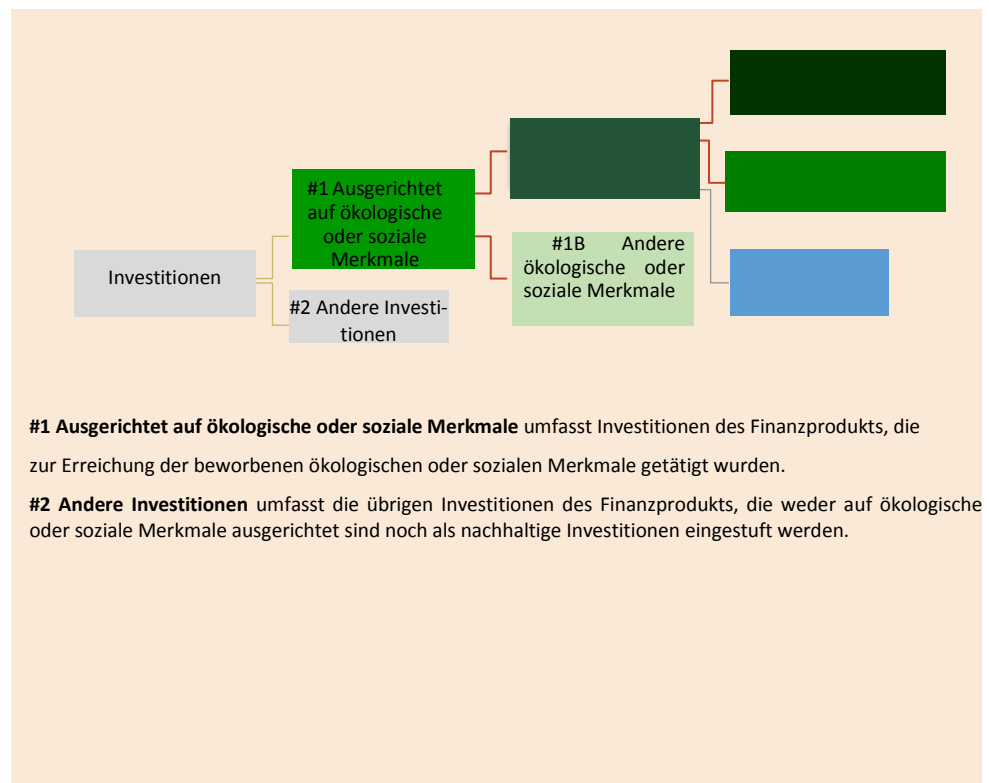 #1 Ausgerichtet
auf ökologische
oder soziale
Merkmale
#1B Andere
ökologische oder
soziale Merkmale
Investitionen
#2 Andere Investi-
tionen
#1 Ausgerichtet auf ökologische oder soziale Merkmale umfasst Investitionen des Finanzprodukts, die
zur Erreichung der beworbenen ökologischen oder sozialen Merkmale getätigt wurden.
#2 Andere Investitionen umfasst die übrigen Investitionen des Finanzprodukts, die weder auf ökologische
oder soziale Merkmale ausgerichtet sind noch als nachhaltige Investitionen eingestuft werden.